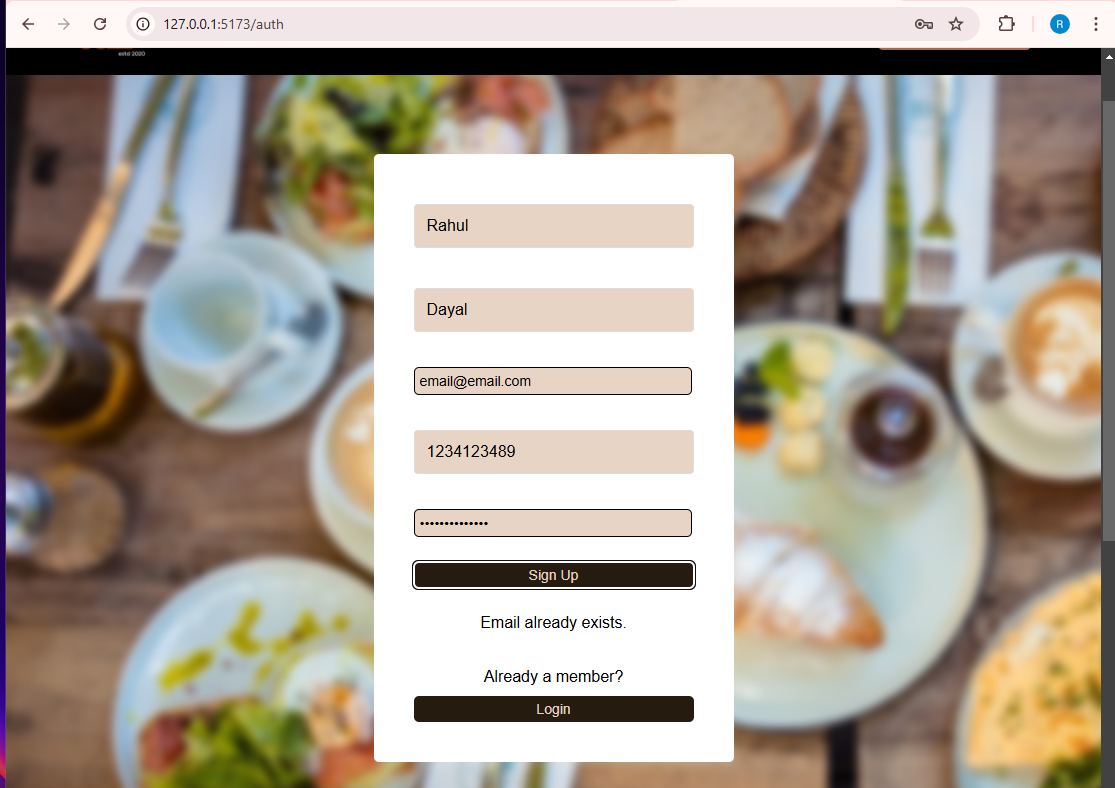 127.0.0.1:5173/auth
R
estd 2020
Rahul
Dayal
email@email.com
1234123489
••••••••••••••
Sign Up
Email already exists.
Already a member?
Login